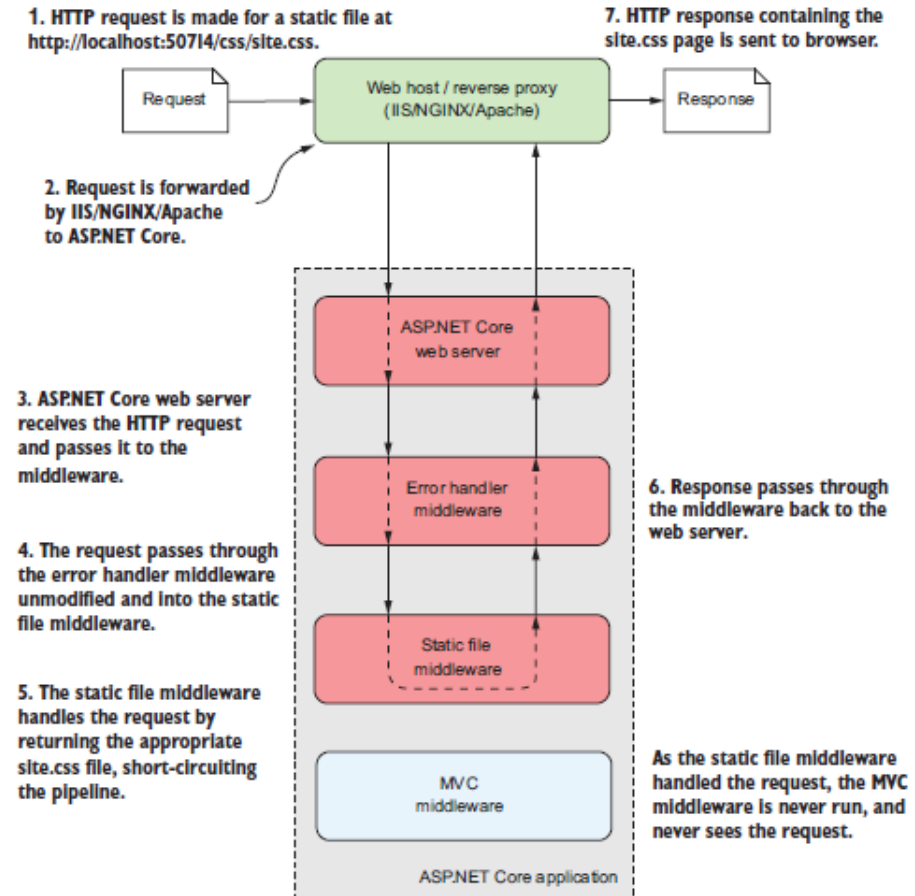 1. HTTP request is made for a static file at
http://localhost:50714/css/site.css.
7. HTTP response containing the
site.css page is sent to browser.
Request
Web host / reverse proxy
(IIS/NGINX/Apache)
Response
2. Request is forwarded
by IIS/NGINX/Apache
to ASP.NET Core.
ASP.NET Core
web server
3. ASP.NET Core web server
receives the HTTP request
and passes it to the
middleware.
Error handler
middleware
6. Response passes through
the middleware back to the
web server.
4. The request passes through
the error handler middleware
unmodified and into the static
file middleware.
Static file
middleware
5. The static file middleware
handles the request by
returning the appropriate
site.css file, short-circuiting
the pipeline.
MVC
middleware
As the static file middleware
handled the request, the MVC
middleware is never run, and
never sees the request.
ASP.NET Core application